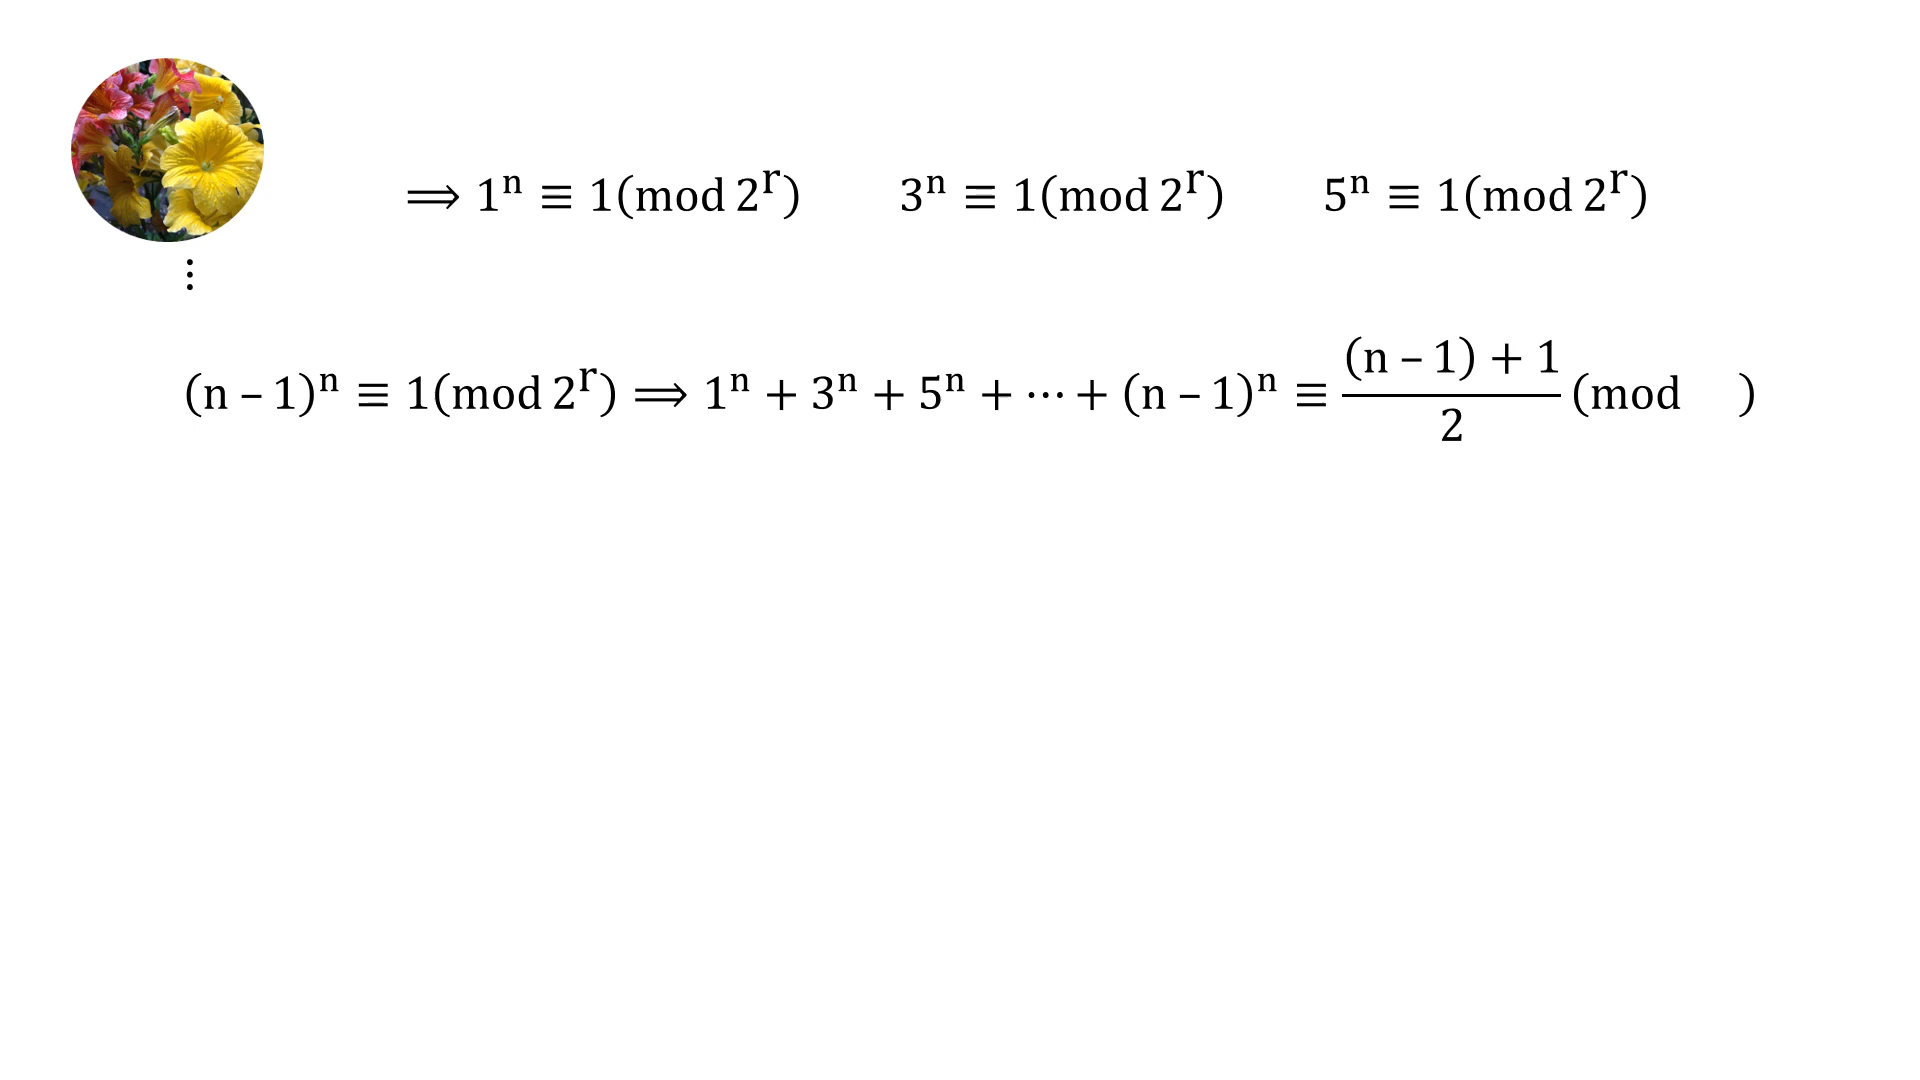 ⟹ 1ⁿ ≡ 1(mod 2ʳ) 3ⁿ ≡ 1(mod 2ʳ) 5ⁿ ≡ 1(mod 2ʳ)
⋮
(n – 1)ⁿ ≡ 1(mod 2ʳ) ⟹ 1ⁿ + 3ⁿ + 5ⁿ + ⋯ + (n – 1)ⁿ ≡ ((n – 1) + 1)/2 (mod )